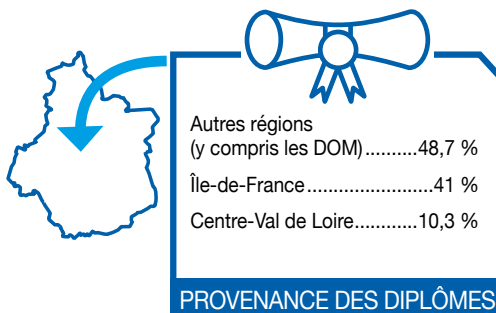 Autres régions
(y compris les DOM)..........48,7 %
Île-de-France........................41 %
Centre-Val de Loire............10,3 %
PROVENANCE DES DIPLÔMES